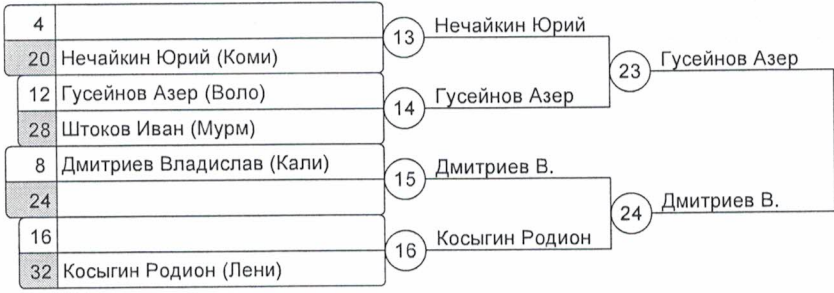 4
20 Нечайкин Юрий (Коми)
13 Нечайкин Юрий
12 Гусейнов Азер (Воло)
28 Штоков Иван (Мурм)
14 Гусейнов Азер
23 Гусейнов Азер
8 Дмитриев Владислав (Кали)
24
15 Дмитриев В.
16
32 Косыгин Родион (Лени)
16 Косыгин Родион
24 Дмитриев В.